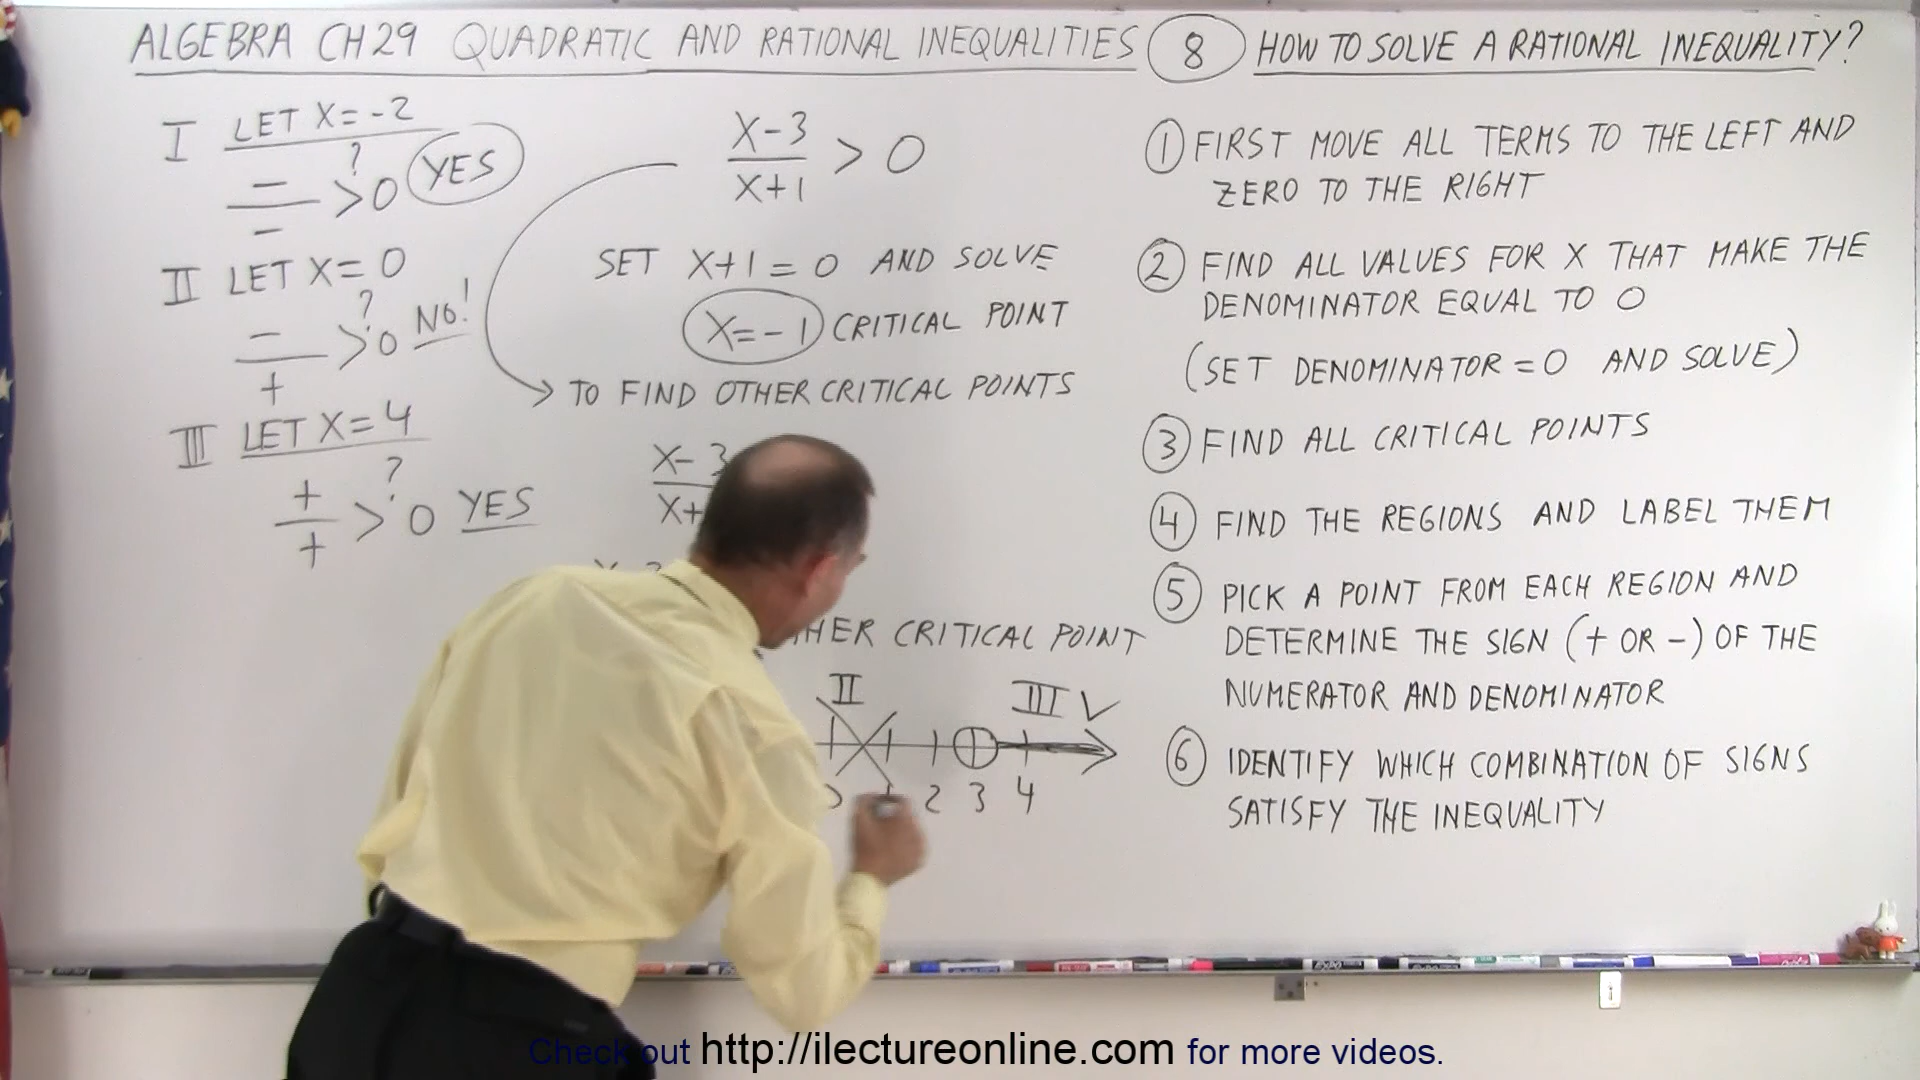 ALGEBRA CH 29 QUADRATIC AND RATIONAL INEQUALITIES 8 HOW TO SOLVE A RATIONAL INEQUALITY?
I LET X = -2
?
— > 0 YES
—
II LET X = 0
?
— > 0 NO!
+
III LET X = 4
?
+ > 0 YES
+
X-3
X+1 > 0
SET X+1 = 0 AND SOLVE
X = -1 CRITICAL POINT
TO FIND OTHER CRITICAL POINTS
X-3
X+
HER CRITICAL POINT
II III
2 3 4
1 FIRST MOVE ALL TERMS TO THE LEFT AND
ZERO TO THE RIGHT
2 FIND ALL VALUES FOR X THAT MAKE THE
DENOMINATOR EQUAL TO 0
(SET DENOMINATOR = 0 AND SOLVE)
3 FIND ALL CRITICAL POINTS
4 FIND THE REGIONS AND LABEL THEM
5 PICK A POINT FROM EACH REGION AND
DETERMINE THE SIGN (+ OR -) OF THE
NUMERATOR AND DENOMINATOR
6 IDENTIFY WHICH COMBINATION OF SIGNS
SATISFY THE INEQUALITY
Check out http://ilectureonline.com for more videos.